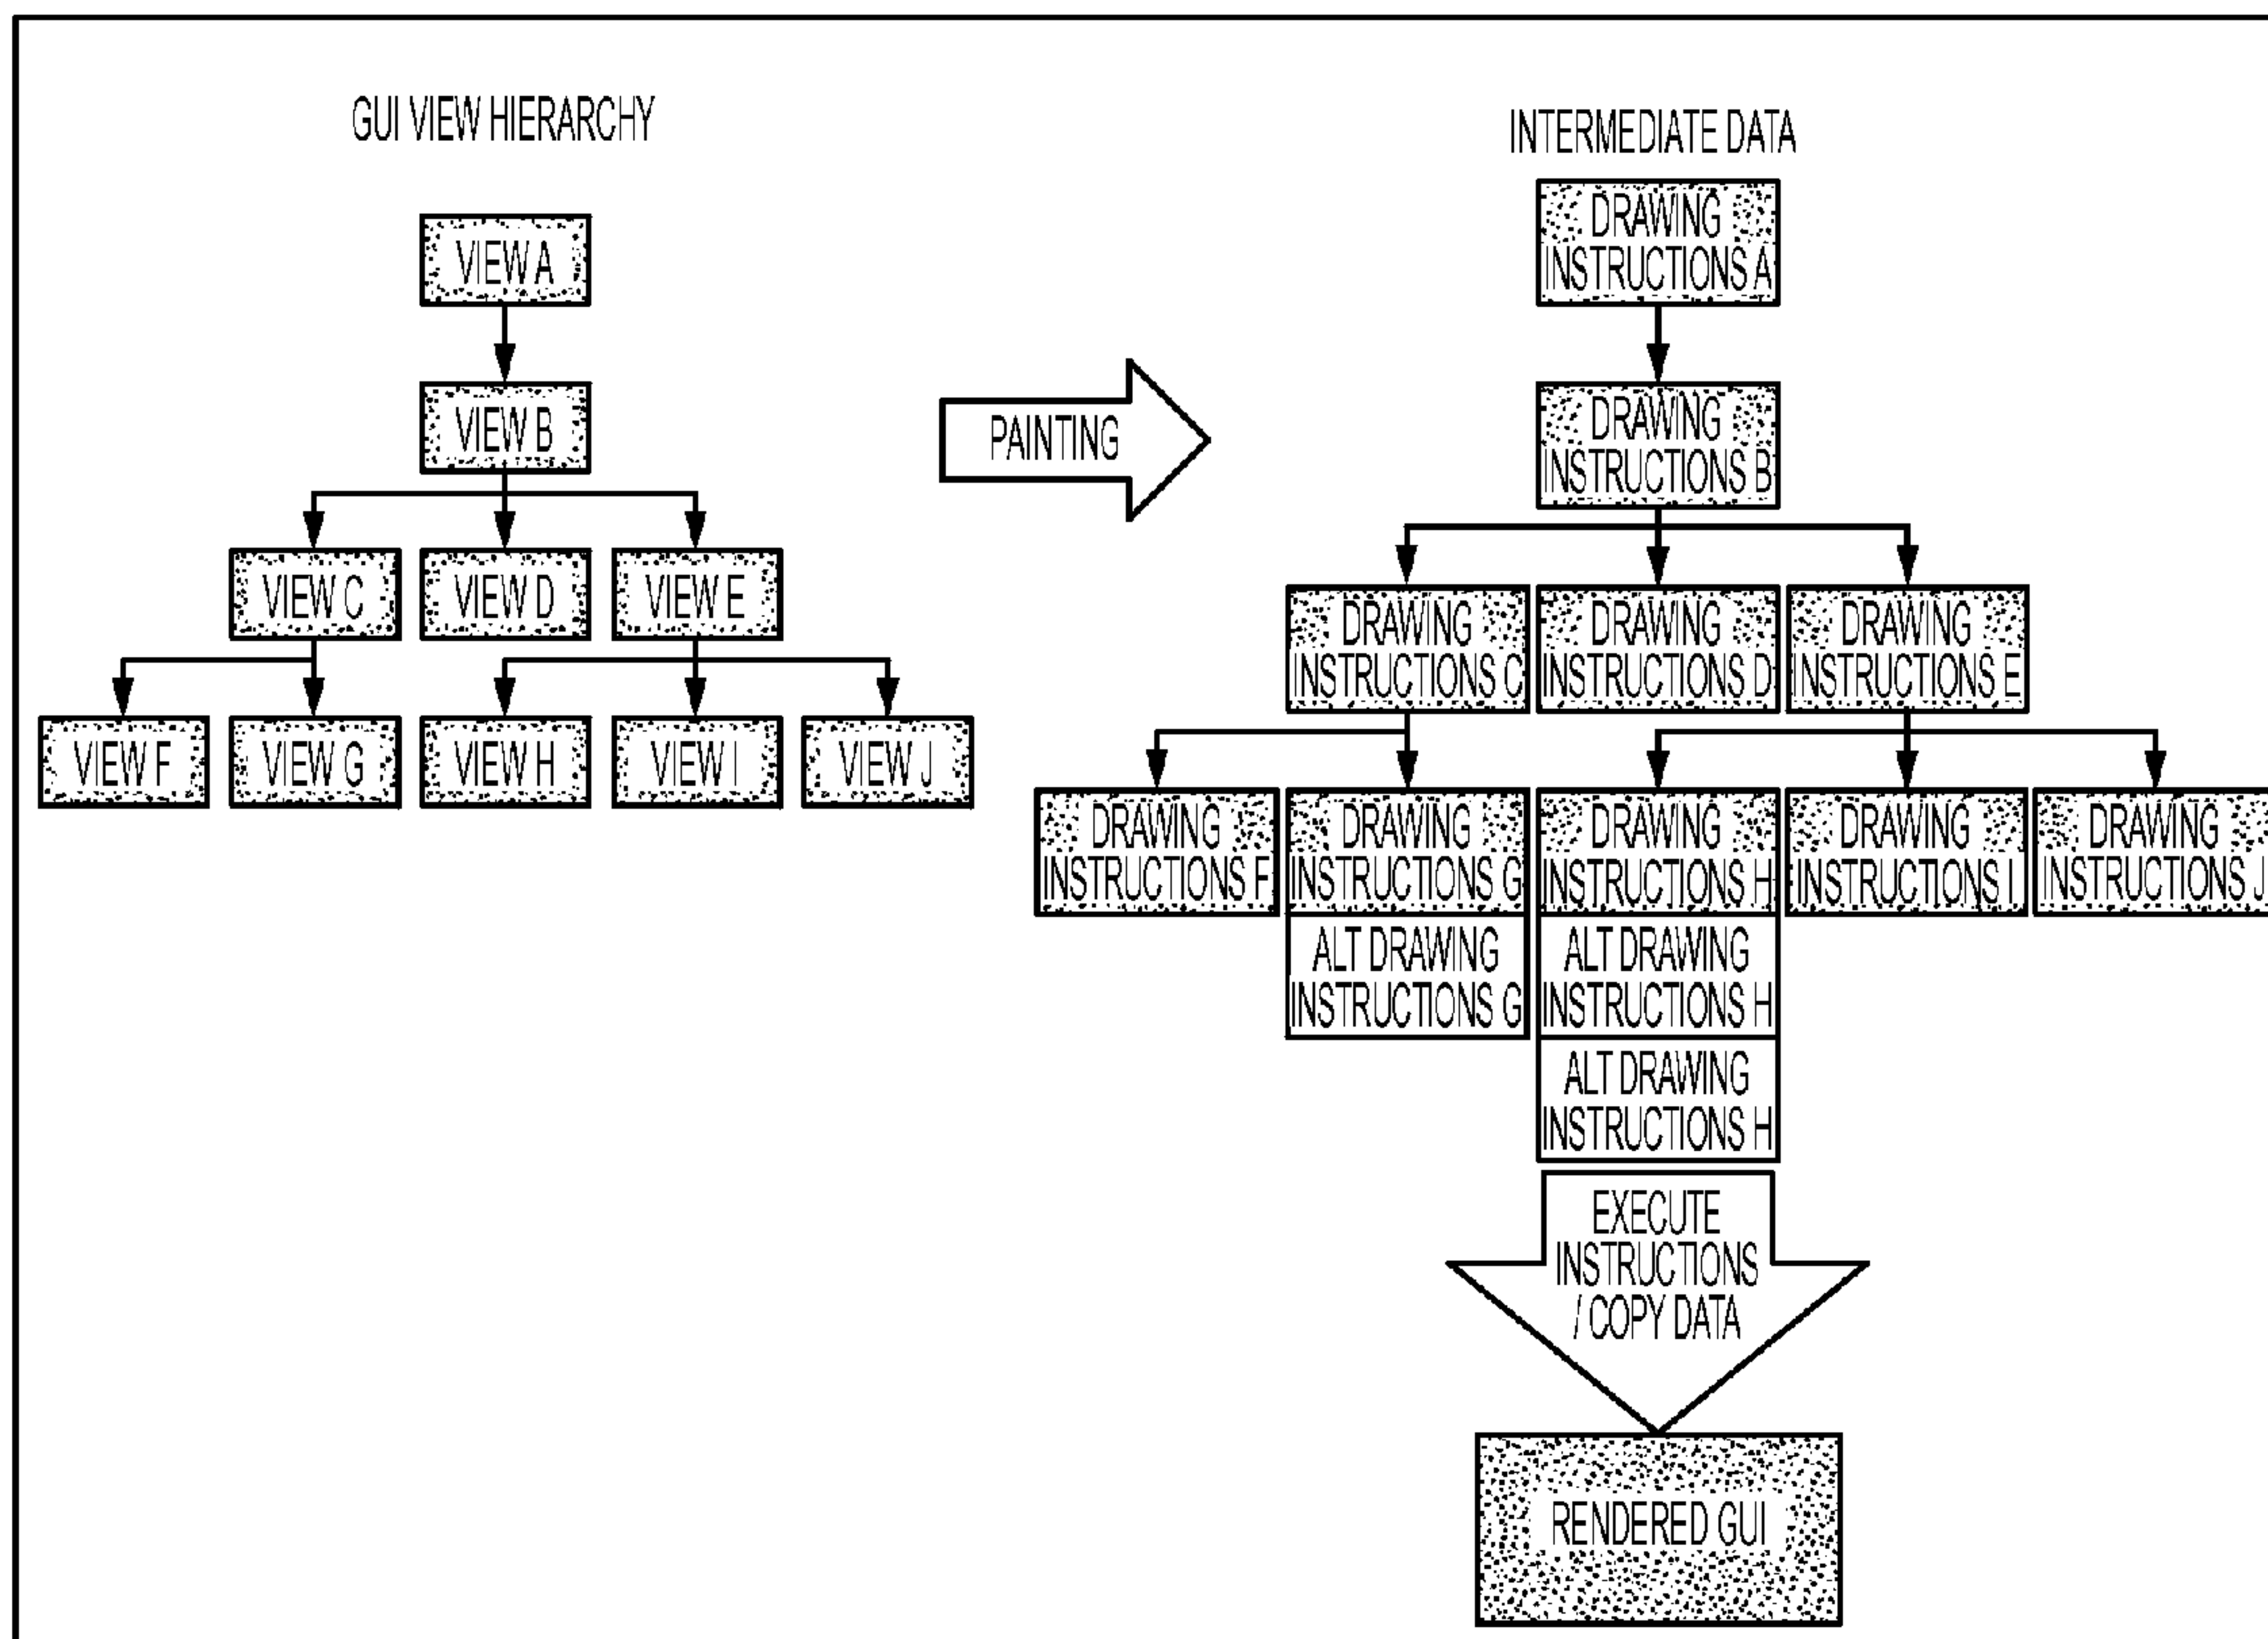 GUI VIEW HIERARCHY
VIEW A
VIEW B
VIEW C
VIEW D
VIEW E
VIEW F
VIEW G
VIEW H
VIEW I
VIEW J
PAINTING
INTERMEDIATE DATA
DRAWING
INSTRUCTIONS A
DRAWING
INSTRUCTIONS B
DRAWING
INSTRUCTIONS C
DRAWING
INSTRUCTIONS D
DRAWING
INSTRUCTIONS E
DRAWING
INSTRUCTIONS F
DRAWING
INSTRUCTIONS G
DRAWING
INSTRUCTIONS H
DRAWING
INSTRUCTIONS I
DRAWING
INSTRUCTIONS J
ALT DRAWING
INSTRUCTIONS G
ALT DRAWING
INSTRUCTIONS H
ALT DRAWING
INSTRUCTIONS H
EXECUTE
INSTRUCTIONS
/ COPY DATA
RENDERED GUI